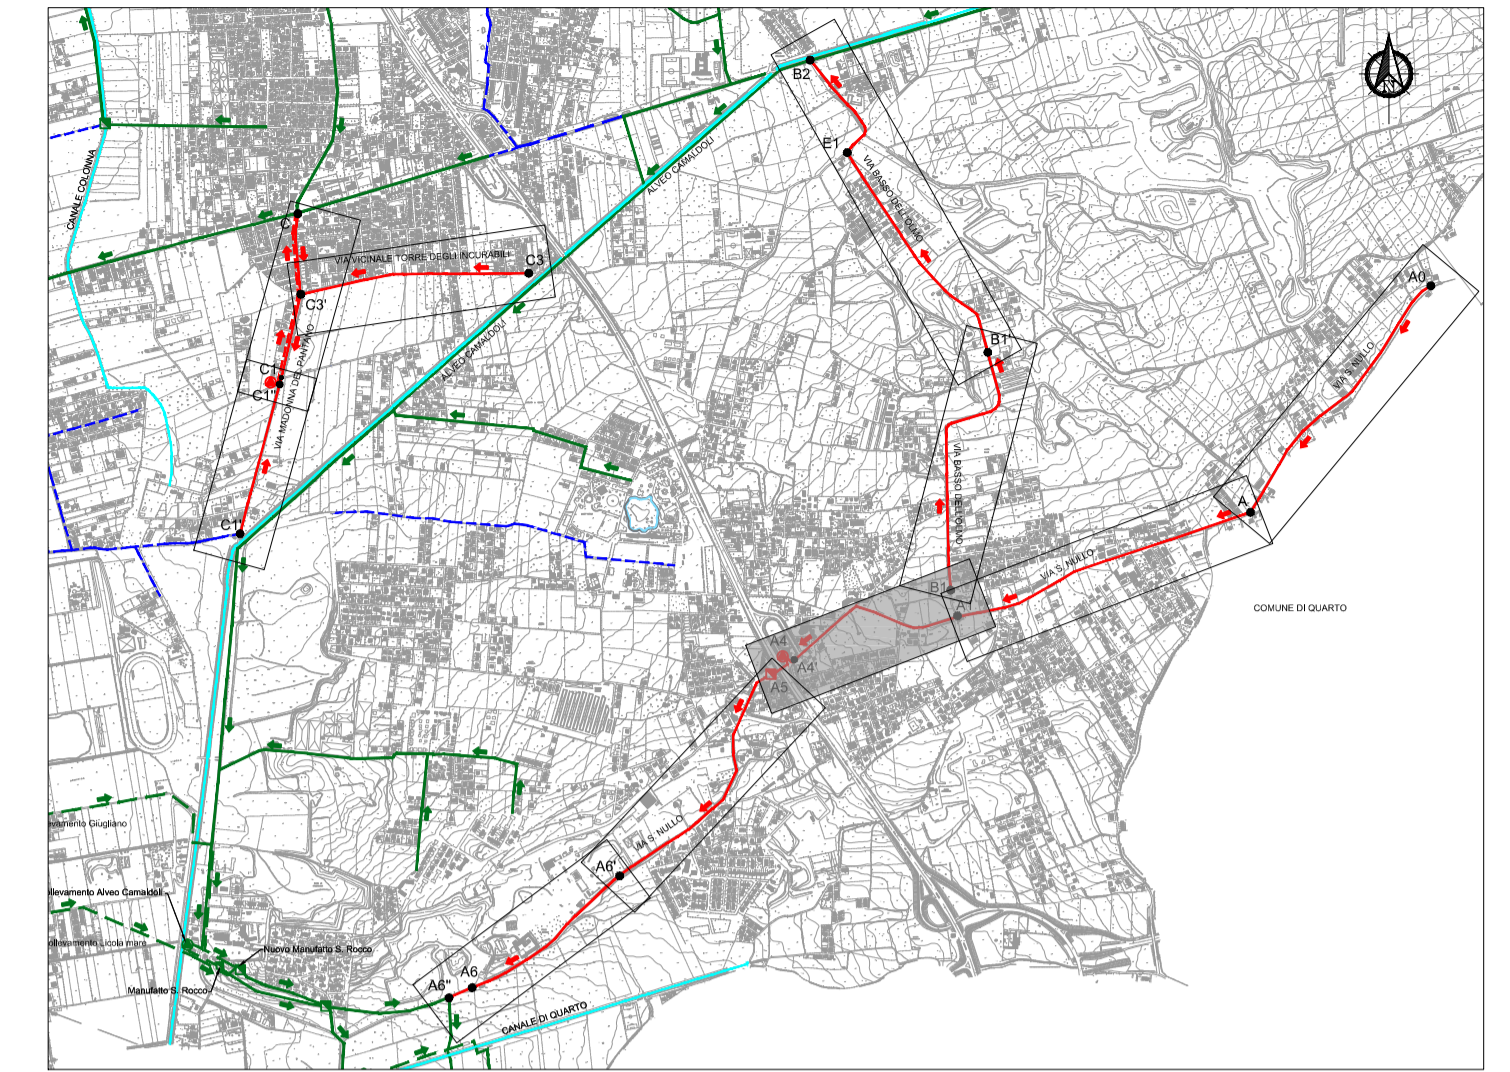 B2
E1
CANALE COLONNA
ALVEO CAMALDOLI
VIA BASSO DELL'OLMO
C
VIA VICINALE TORRE DEGLI INCURABILI
C3
A0
C3'
B1'
ALVEO CAMALDOLI
VIA S. NULLO
C1'
C1"
VIA MADONNA DEL PANTANO
VIA BASSO DELL'OLMO
A
C1
VIA S. NULLO
B1
COMUNE DI QUARTO
A4
A4'
A5
VIA S. NULLO
evamento Giugliano
A6'
llevamento Alveo Camaldoli
ollevamento Licola mare
Nuovo Manufatto S. Rocco
A6
A6"
Manufatto S. Rocco
CANALE DI QUARTO